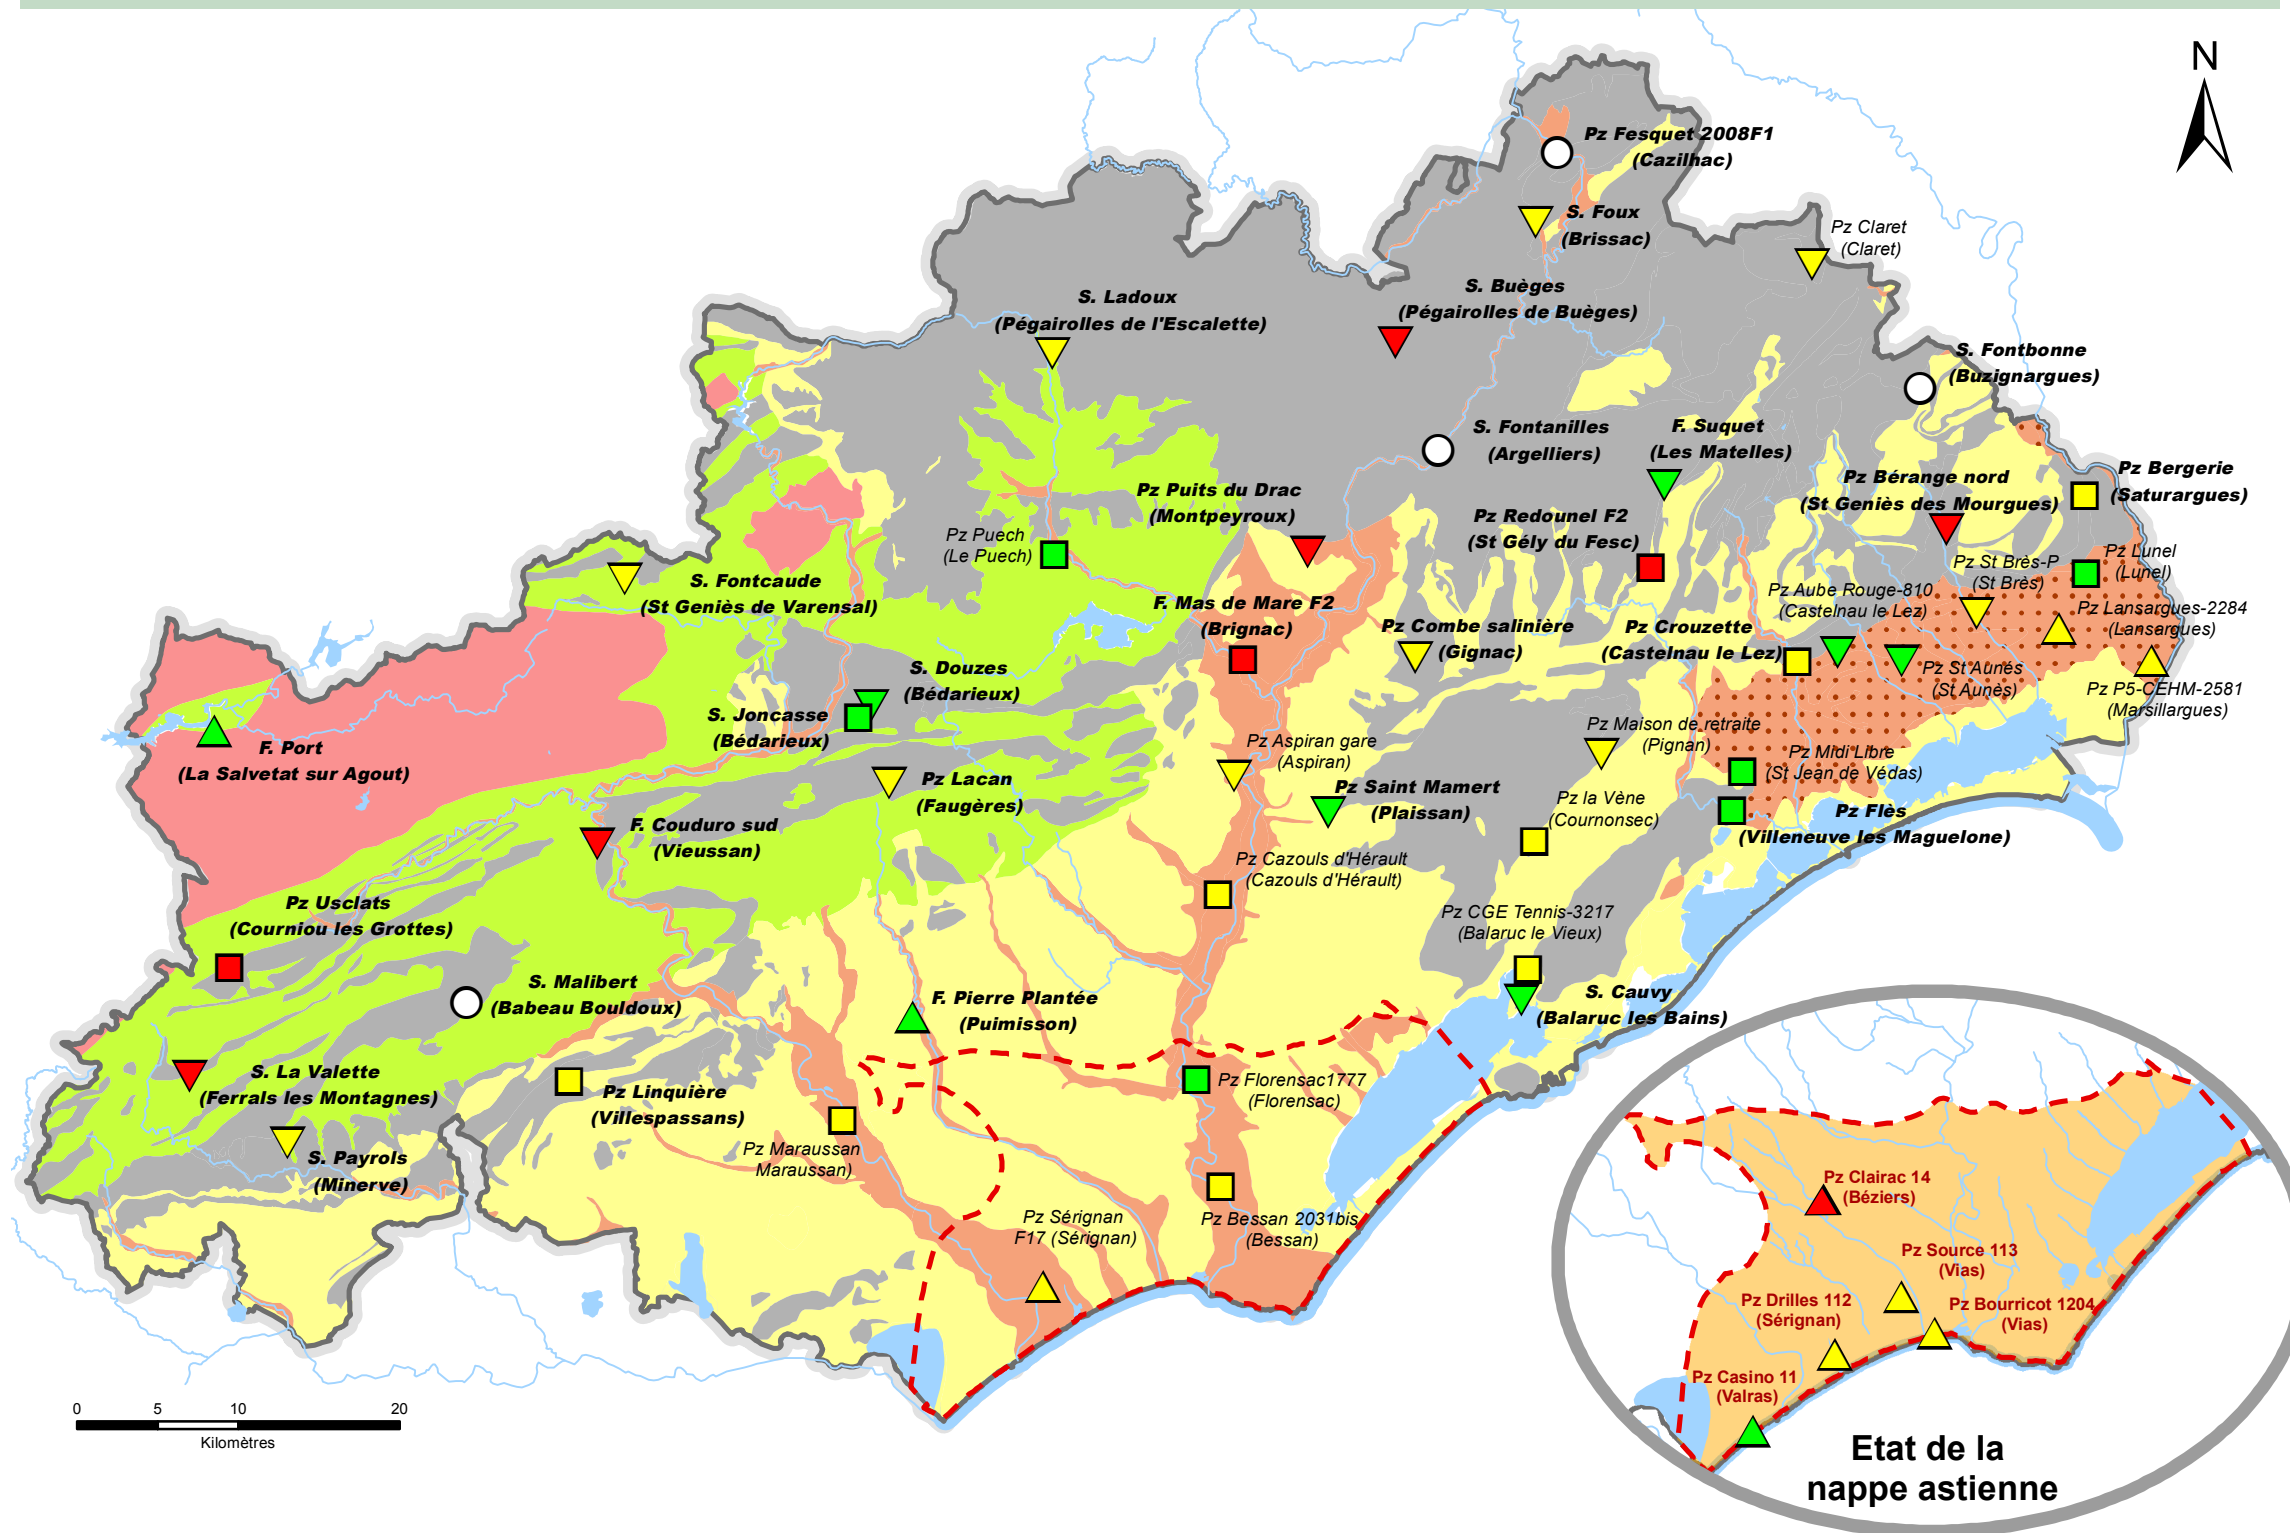 N
Pz Fesquet 2008F1
(Cazilhac)
S. Foux
(Brissac)
Pz Claret
(Claret)
S. Ladoux
(Pégairolles de l'Escalette)
S. Buèges
(Pégairolles de Buèges)
S. Fontbonne
(Buzignargues)
S. Fontanilles
(Argelliers)
F. Suquet
(Les Matelles)
Pz Bérange nord
(St Geniès des Mourgues)
Pz Bergerie
(Saturargues)
Pz Puits du Drac
(Montpeyroux)
Pz Redounel F2
(St Gély du Fesc)
Pz Puech
(Le Puech)
Pz St Brès-P
(St Brès)
Pz Lunel
(Lunel)
S. Fontcaude
(St Geniès de Varensal)
F. Mas de Mare F2
(Brignac)
Pz Aube Rouge-810
(Castelnau le Lez)
Pz Lansargues-2284
(Lansargues)
Pz Combe salinière
(Gignac)
Pz Crouzette
(Castelnau le Lez)
S. Douzes
(Bédarieux)
Pz St Aunés
(St Aunès)
Pz P5-CEHM-2581
(Marsillargues)
S. Joncasse
(Bédarieux)
F. Port
(La Salvetat sur Agout)
Pz Aspiran gare
(Aspiran)
Pz Maison de retraite
(Pignan)
Pz Midi Libre
(St Jean de Védas)
Pz Lacan
(Faugères)
Pz Saint Mamert
(Plaissan)
Pz la Vène
(Cournonsec)
Pz Flès
(Villeneuve les Maguelone)
F. Couduro sud
(Vieussan)
Pz Cazouls d'Hérault
(Cazouls d'Hérault)
Pz Usclats
(Courniou les Grottes)
Pz CGE Tennis-3217
(Balaruc le Vieux)
S. Malibert
(Babeau Bouldoux)
F. Pierre Plantée
(Puimisson)
S. Cauvy
(Balaruc les Bains)
S. La Valette
(Ferrals les Montagnes)
Pz Linquière
(Villespassans)
Pz Florensac1777
(Florensac)
Pz Maraussan
Maraussan)
S. Payrols
(Minerve)
Pz Sérignan
F17 (Sérignan)
Pz Bessan 2031bis
(Bessan)
Pz Clairac 14
(Béziers)
Pz Source 113
(Vias)
Pz Drilles 112
(Sérignan)
Pz Bourricot 1204
(Vias)
Pz Casino 11
(Valras)
0 5 10 20
Kilomètres
Etat de la
nappe astienne